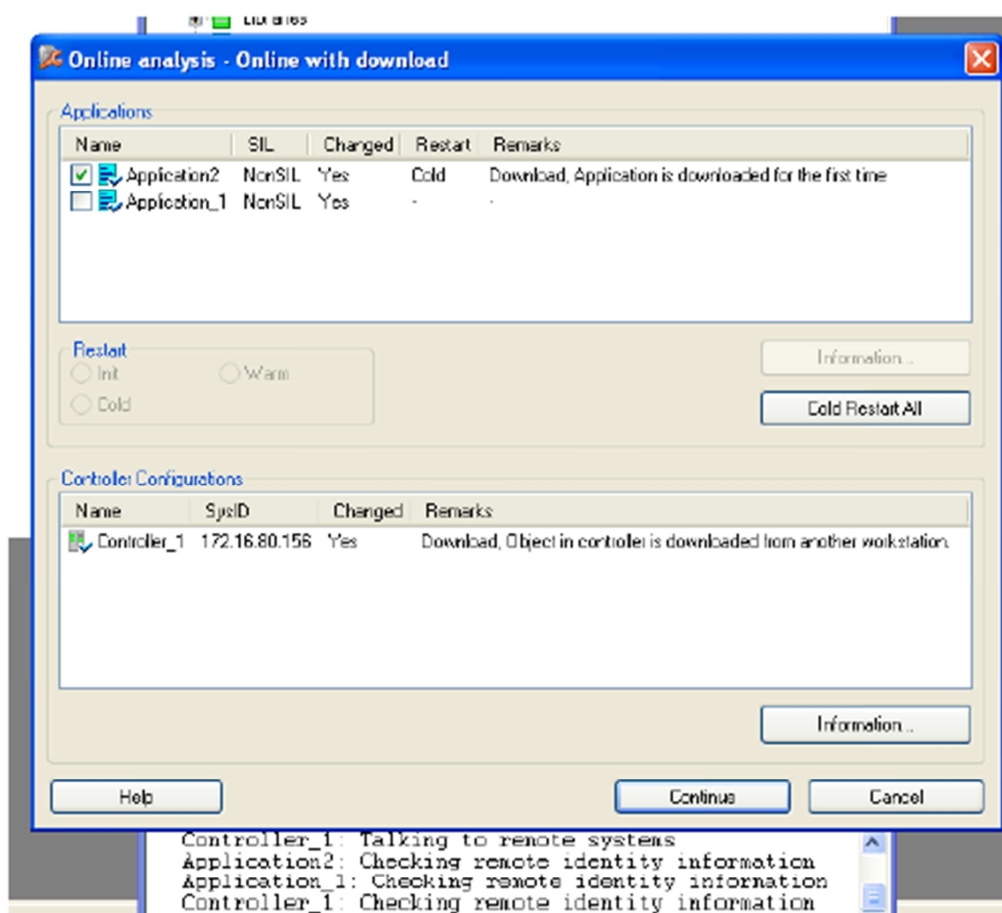 Libraries
Online analysis - Online with download
Applications
Name SIL Changed Restart Remarks
Application2 NonSIL Yes Cold Download, Application is downloaded for the first time
Application_1 NonSIL Yes - -
Restart
Init Warm
Cold
Information...
Cold Restart All
Controller Configurations
Name SysID Changed Remarks
Controller_1 172.16.80.156 Yes Download, Object in controller is downloaded from another workstation.
Information...
Help Continue Cancel
Controller_1: Talking to remote systems
Application2: Checking remote identity information
Application_1: Checking remote identity information
Controller_1: Checking remote identity information